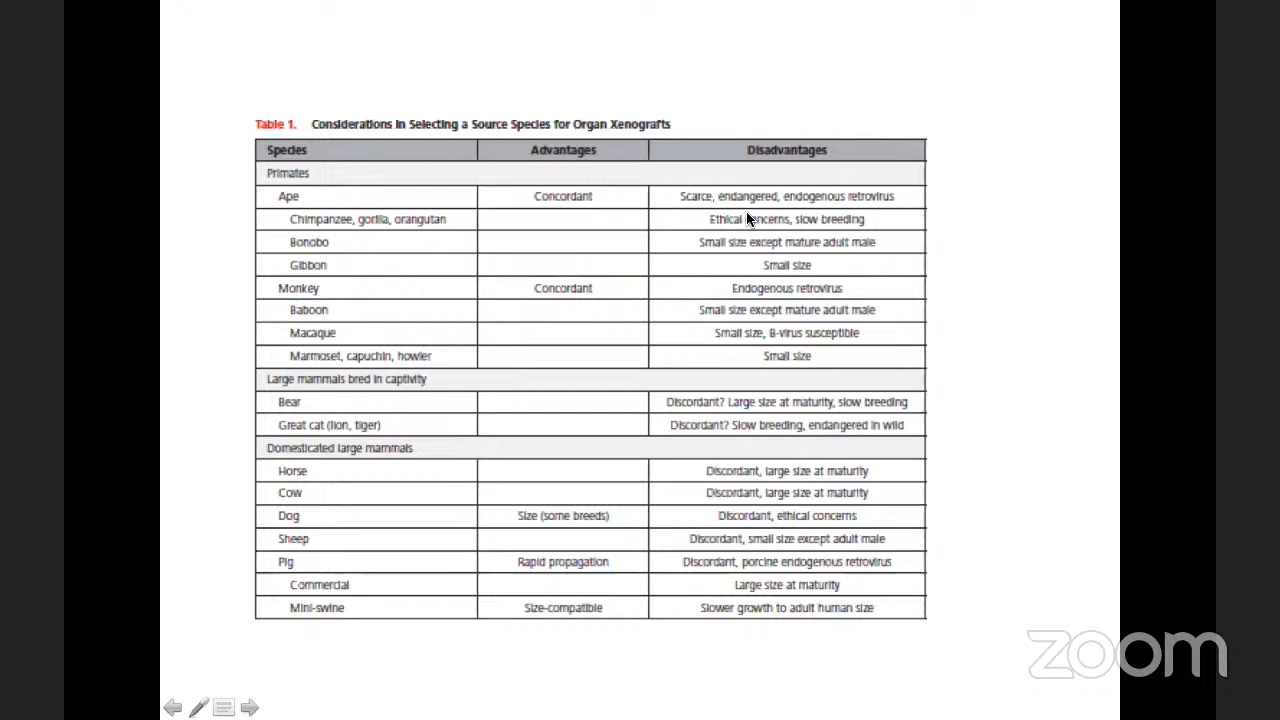 Table 1. Considerations in Selecting a Source Species for Organ Xenografts
Species Advantages Disadvantages
Primates
Ape Concordant Scarce, endangered, endogenous retrovirus
Chimpanzee, gorilla, orangutan Ethical concerns, slow breeding
Bonobo Small size except mature adult male
Gibbon Small size
Monkey Concordant Endogenous retrovirus
Baboon Small size except mature adult male
Macaque Small size, B-virus susceptible
Marmoset, capuchin, howler Small size
Large mammals bred in captivity
Bear Discordant? Large size at maturity, slow breeding
Great cat (lion, tiger) Discordant? Slow breeding, endangered in wild
Domesticated large mammals
Horse Discordant, large size at maturity
Cow Discordant, large size at maturity
Dog Size (some breeds) Discordant, ethical concerns
Sheep Discordant, small size except adult male
Pig Rapid propagation Discordant, porcine endogenous retrovirus
Commercial Large size at maturity
Mini-swine Size-compatible Slower growth to adult human size
zoom